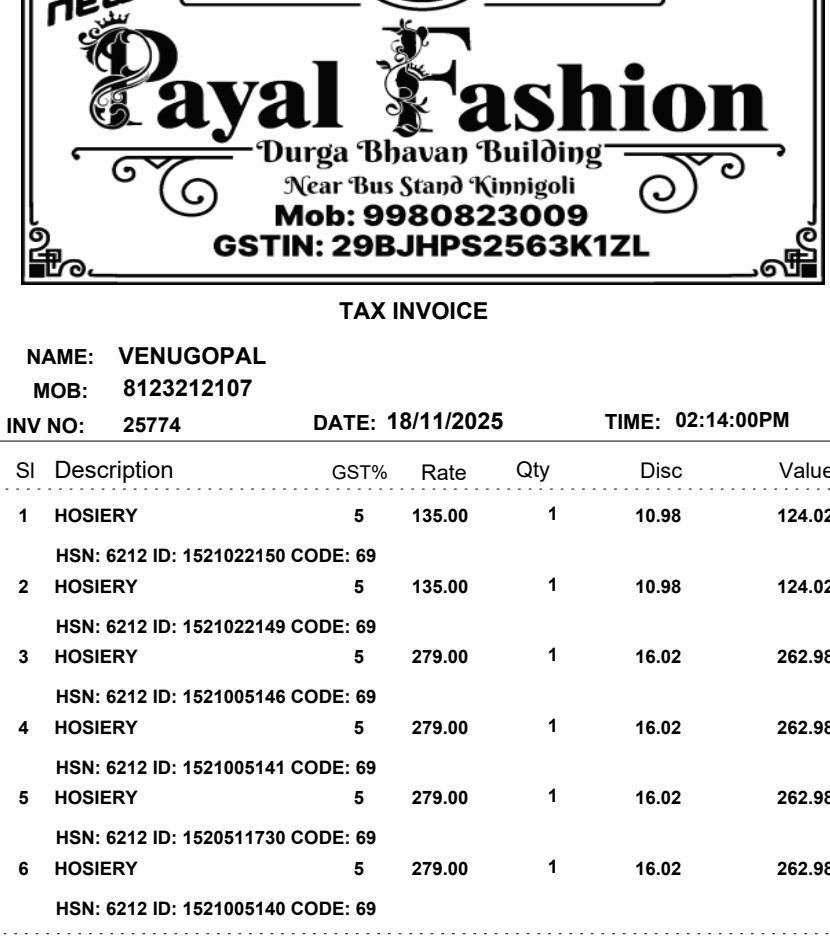 new
Payal Fashion
Durga Bhavan Building
Near Bus Stand Kinnigoli
Mob: 9980823009
GSTIN: 29BJHPS2563K1ZL
TAX INVOICE
NAME: VENUGOPAL
MOB: 8123212107
INV NO: 25774 DATE: 18/11/2025 TIME: 02:14:00PM
Sl Description GST% Rate Qty Disc Value
1 HOSIERY 5 135.00 1 10.98 124.02
HSN: 6212 ID: 1521022150 CODE: 69
2 HOSIERY 5 135.00 1 10.98 124.02
HSN: 6212 ID: 1521022149 CODE: 69
3 HOSIERY 5 279.00 1 16.02 262.98
HSN: 6212 ID: 1521005146 CODE: 69
4 HOSIERY 5 279.00 1 16.02 262.98
HSN: 6212 ID: 1521005141 CODE: 69
5 HOSIERY 5 279.00 1 16.02 262.98
HSN: 6212 ID: 1520511730 CODE: 69
6 HOSIERY 5 279.00 1 16.02 262.98
HSN: 6212 ID: 1521005140 CODE: 69